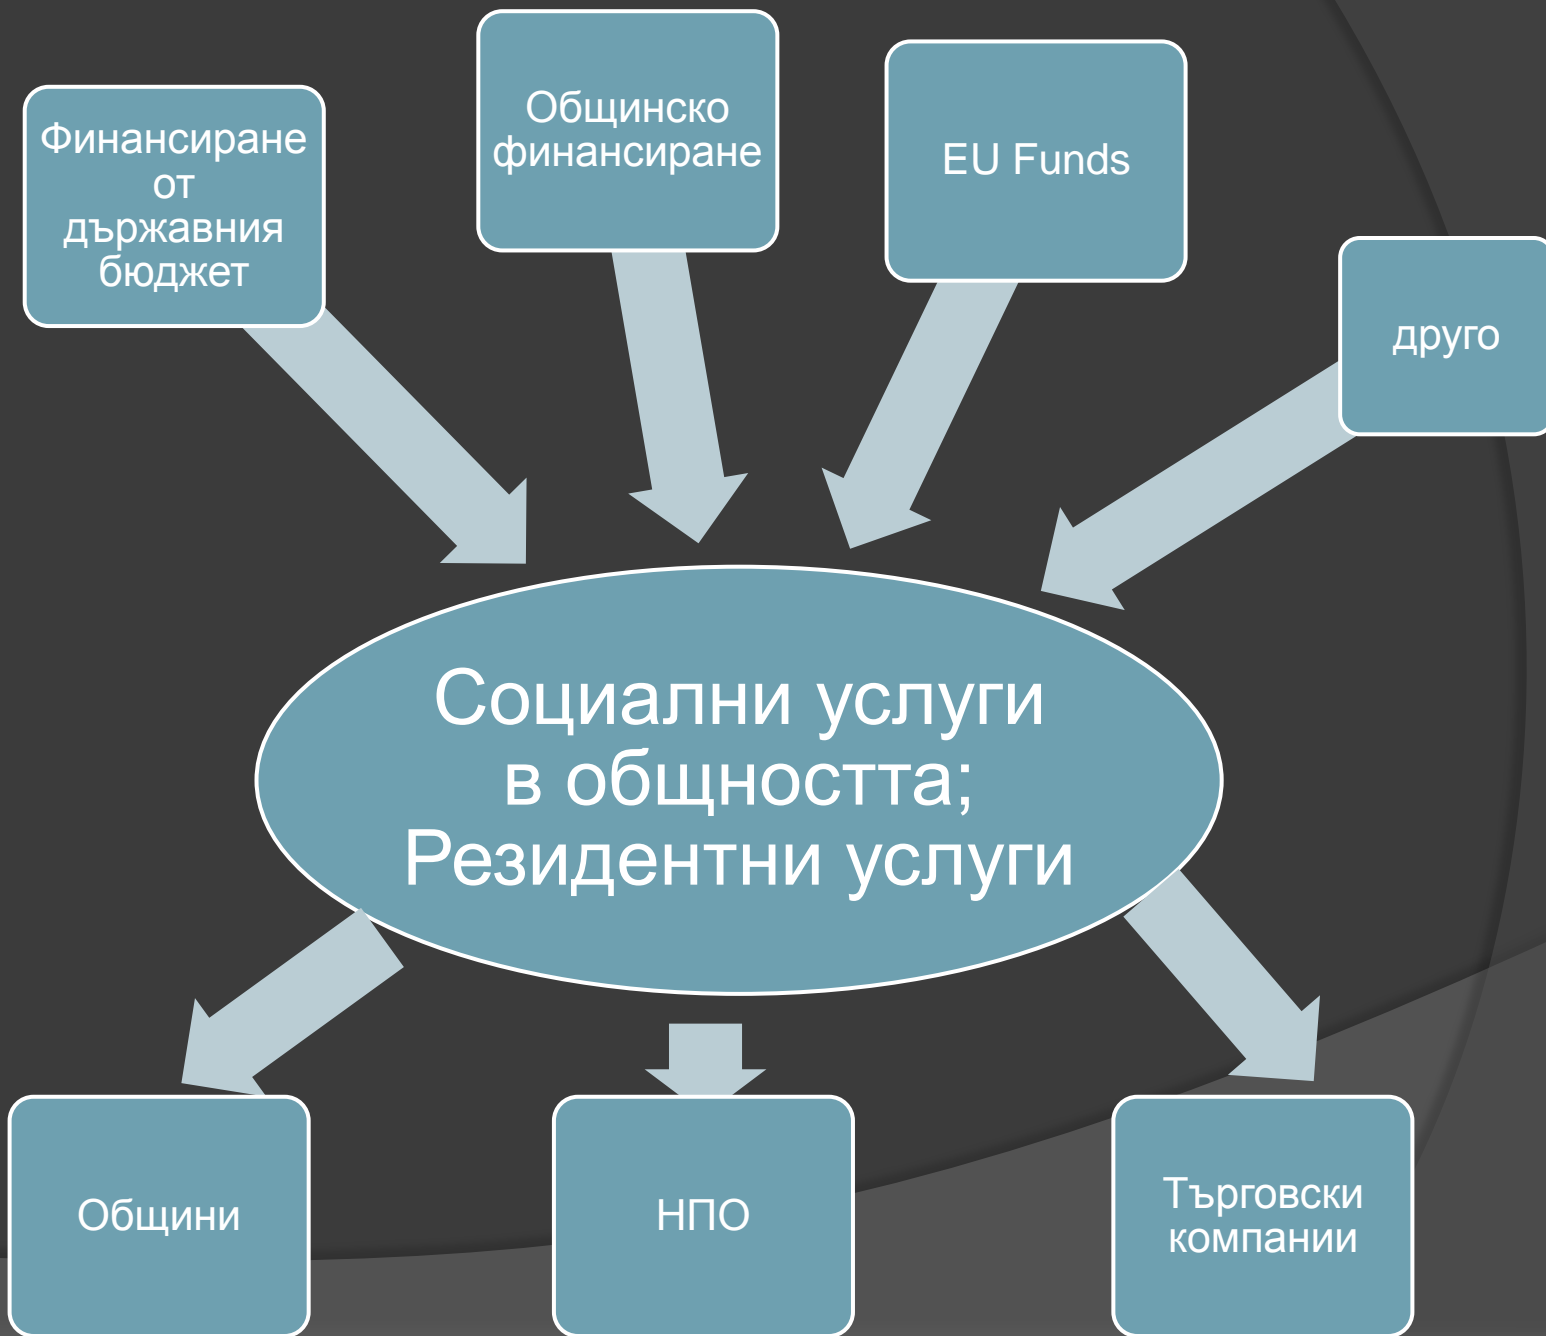 Финансиране
от
държавния
бюджет
Общинско
финансиране
EU Funds
друго
Социални услуги
в общността;
Резидентни услуги
Общини
НПО
Търговски
компании